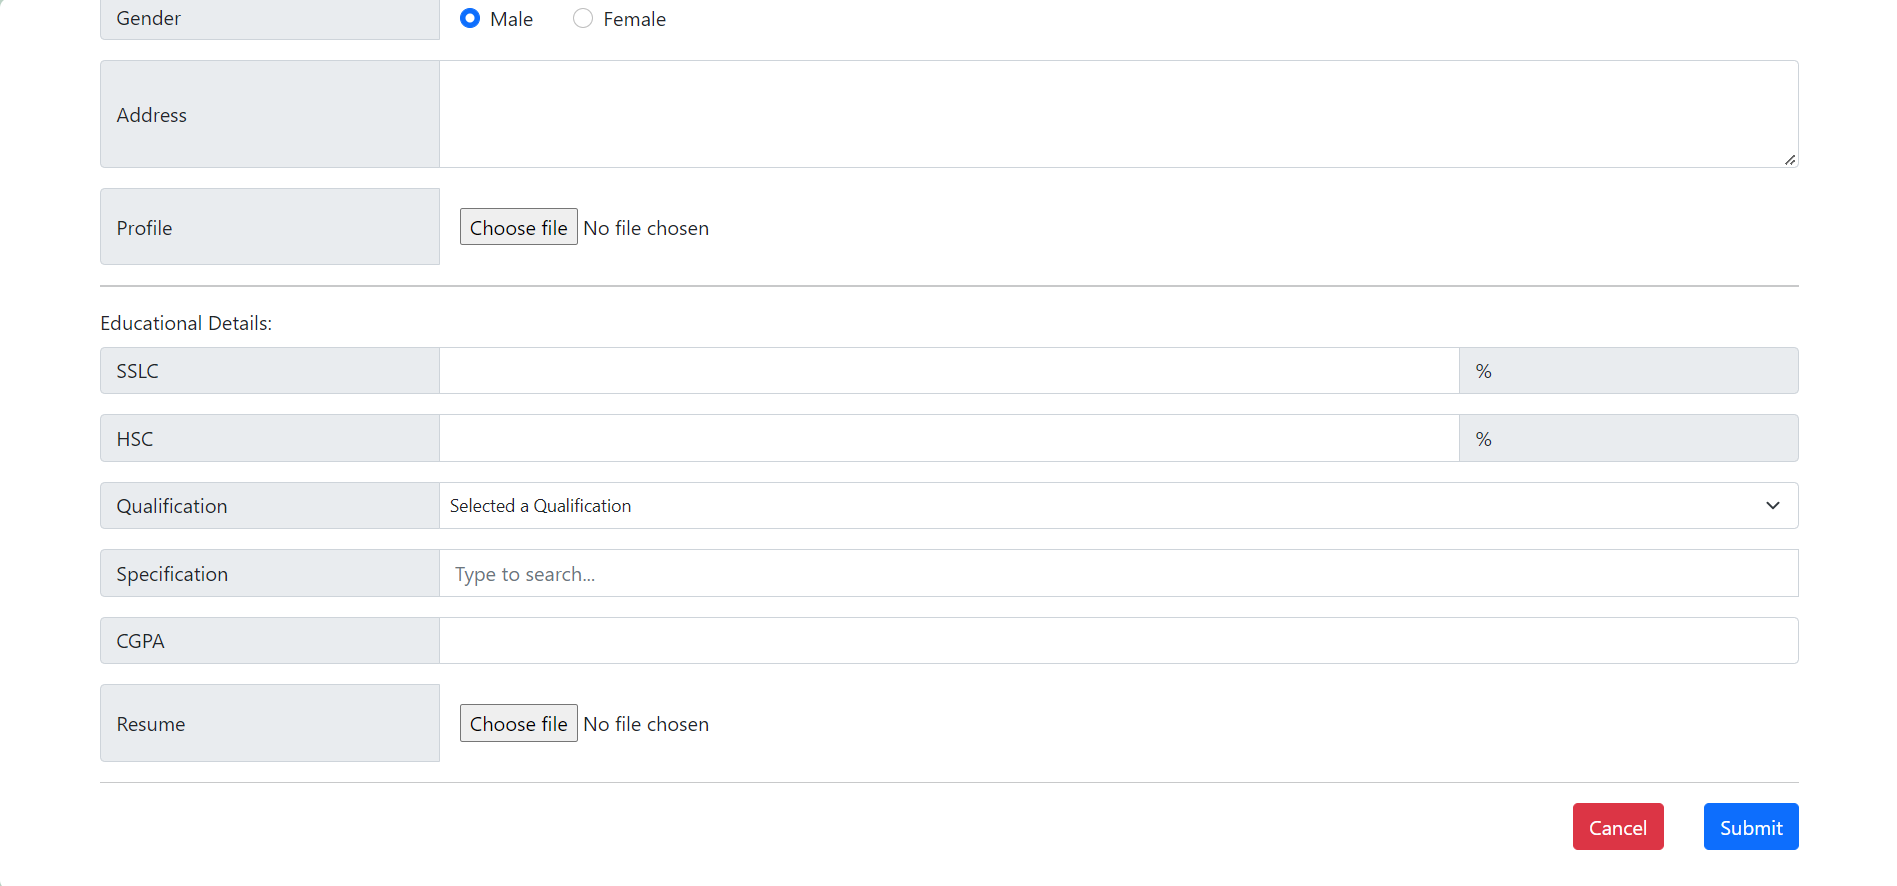 Gender Male Female
Address
Profile Choose file No file chosen
Educational Details:
SSLC %
HSC %
Qualification Selected a Qualification
Specification Type to search...
CGPA
Resume Choose file No file chosen
Cancel Submit